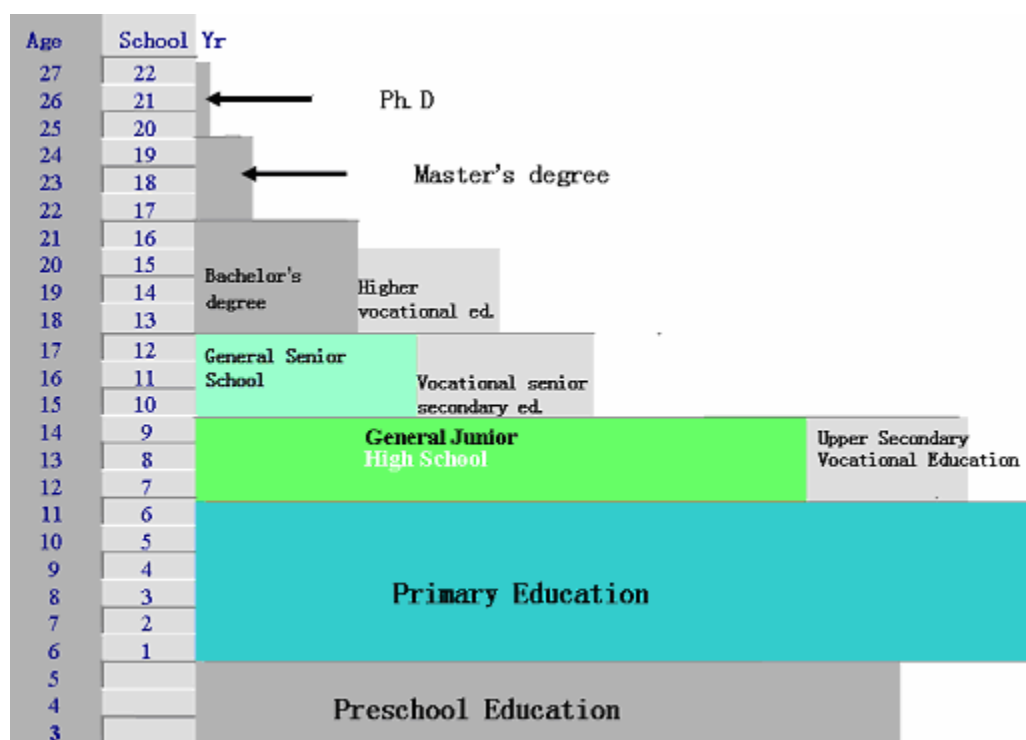 Age School Yr
27 22
26 21 Ph. D
25 20
24 19
23 18 Master's degree
22 17
21 16
20 15 Bachelor's
19 14 degree Higher
18 13 vocational ed.
17 12 General Senior
16 11 School Vocational senior
15 10 secondary ed.
14 9 General Junior Upper Secondary
13 8 High School Vocational Education
12 7
11 6
10 5
9 4
8 3 Primary Education
7 2
6 1
5
4 Preschool Education
3